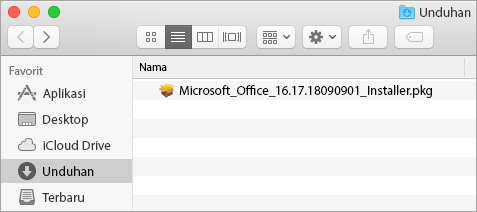 Unduhan
Favorit
Aplikasi
Desktop
iCloud Drive
Unduhan
Terbaru
Nama
Microsoft_Office_16.17.18090901_Installer.pkg